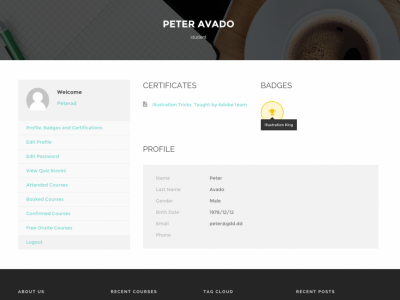 PETER AVADO
student
Welcome
Peterad
Profile, Badges and Certifications
Edit Profile
Edit Password
View Quiz Scores
Attended Courses
Booked Courses
Confirmed Courses
Free Onsite Courses
Logout
CERTIFICATES
Illustration Tricks, Taught by Adobe team
BADGES
Illustration King
PROFILE
Name Peter
Last Name Avado
Gender Male
Birth Date 1978/12/12
Email peter@gdd.dd
Phone
ABOUT US
RECENT COURSES
TAG CLOUD
RECENT POSTS